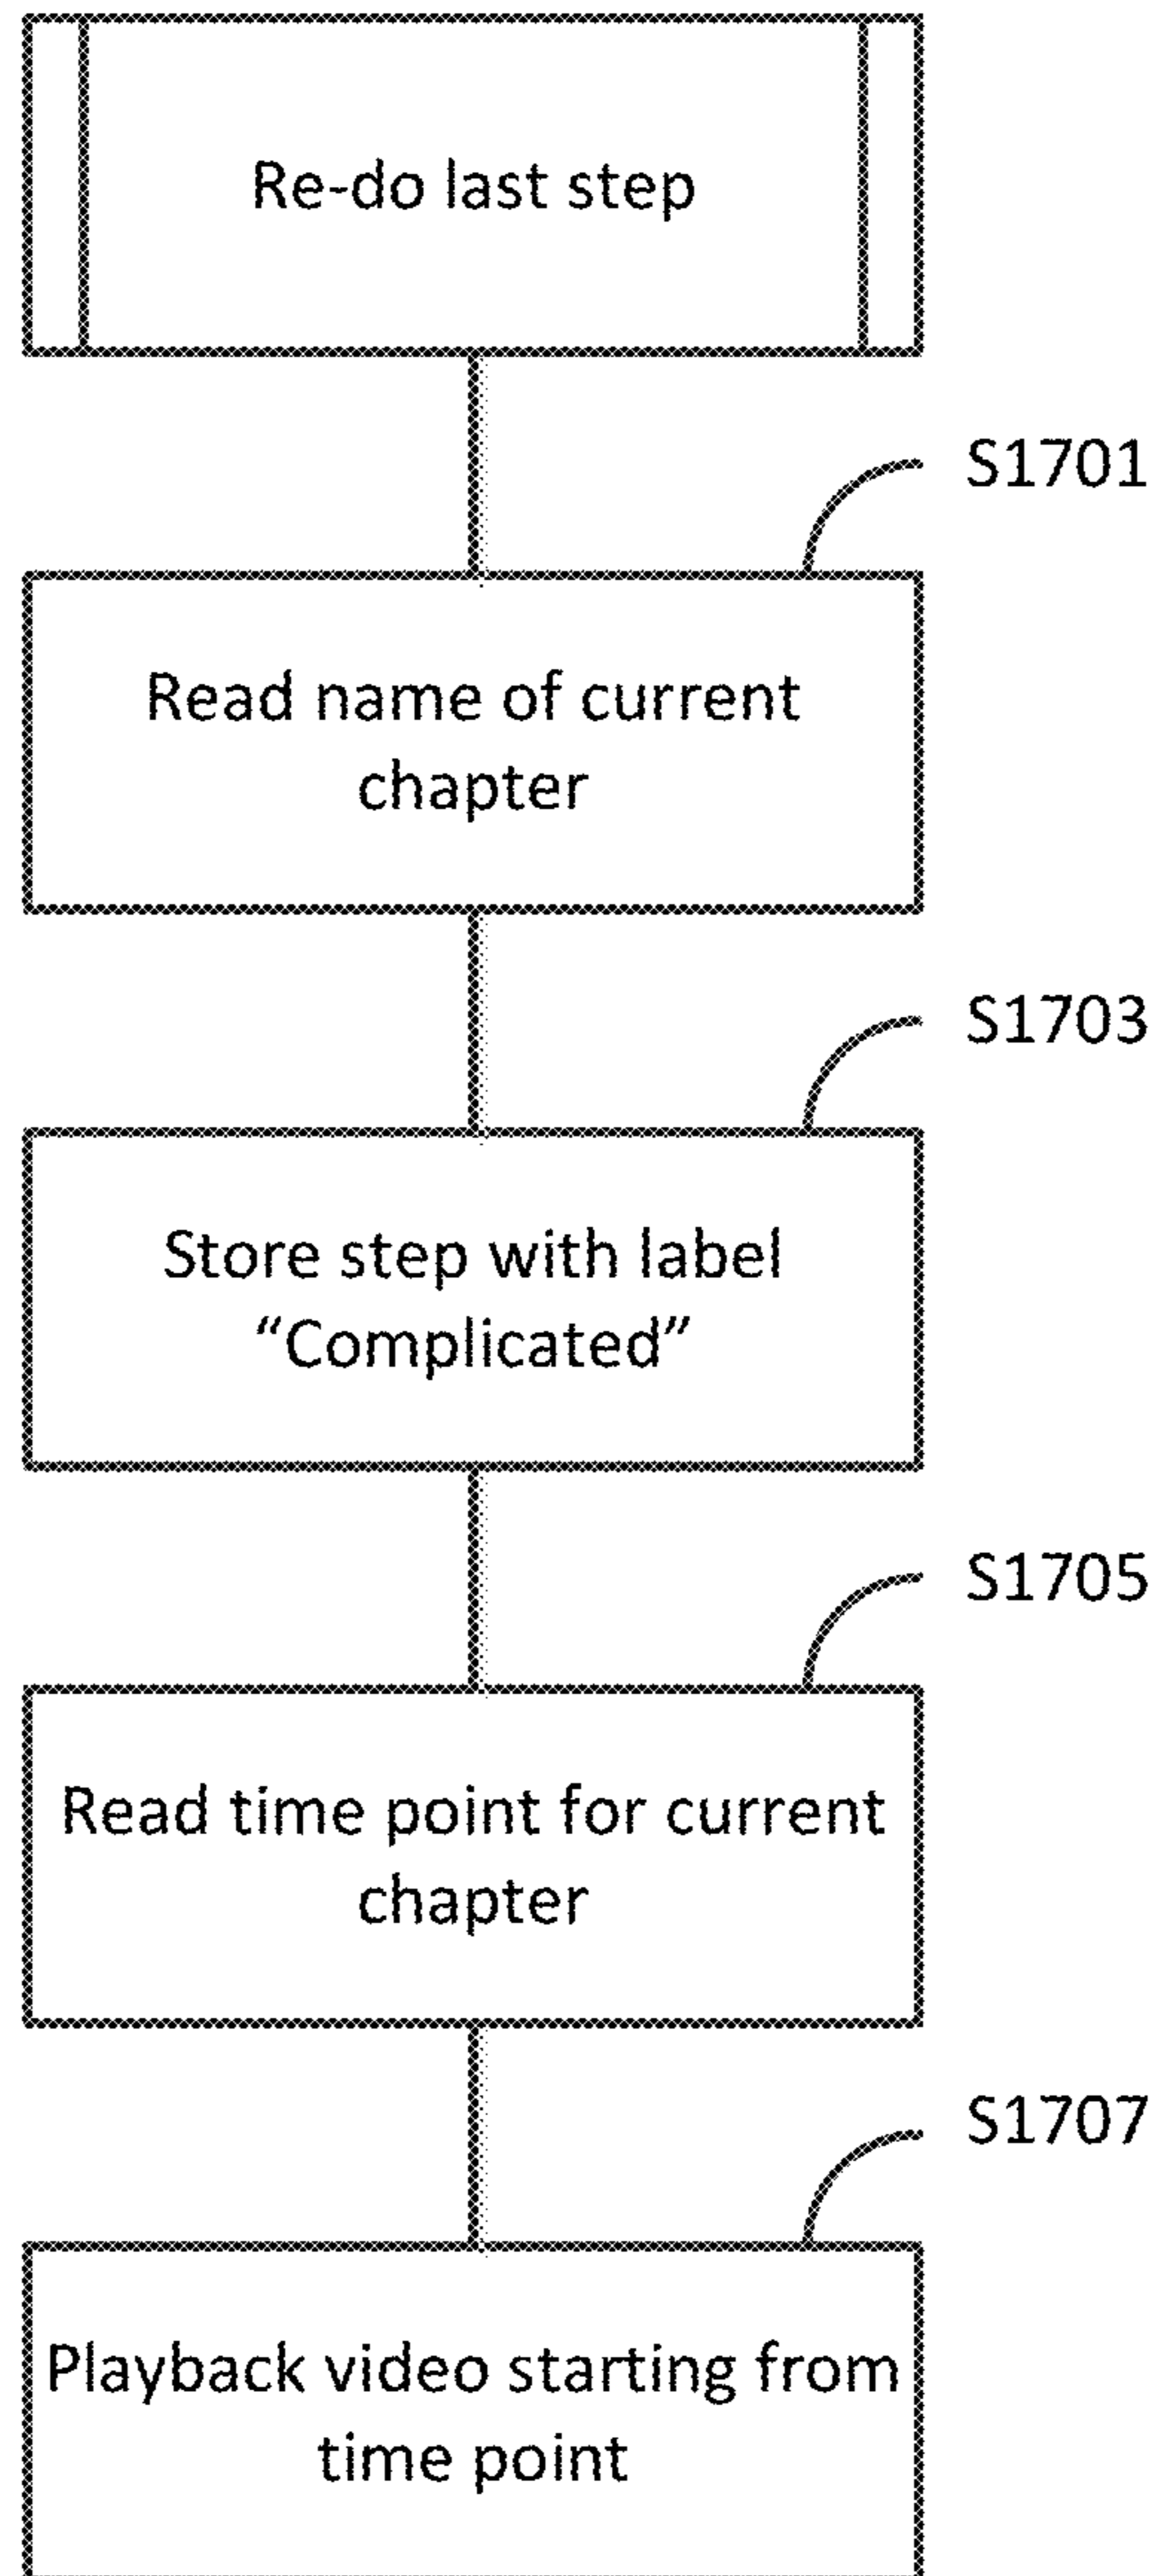 Re-do last step
S1701
Read name of current
chapter
S1703
Store step with label
“Complicated”
S1705
Read time point for current
chapter
S1707
Playback video starting from
time point